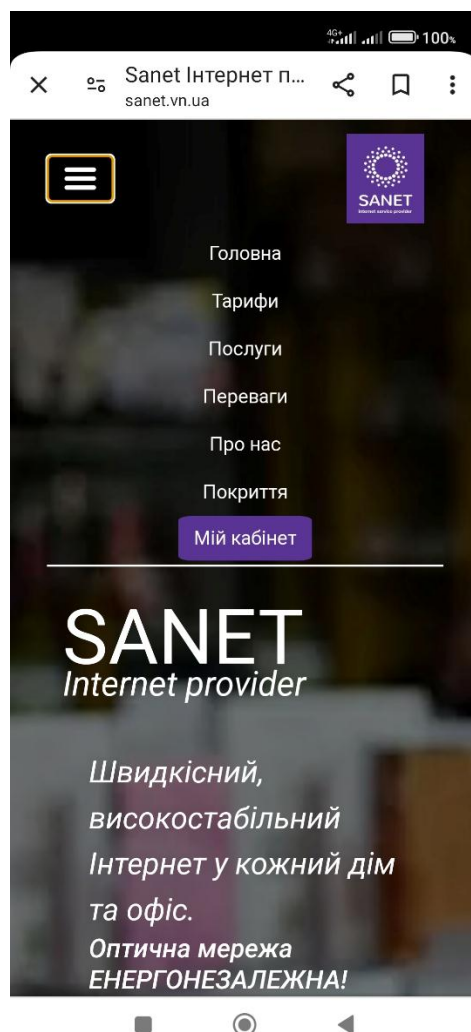 4G+ 100%
Sanet Інтернет п...
sanet.vn.ua
SANET
Internet service provider
Головна
Тарифи
Послуги
Переваги
Про нас
Покриття
Мій кабінет
SANET
Internet provider
Швидкісний,
високостабільний
Інтернет у кожний дім
та офіс.
Оптична мережа
ЕНЕРГОНЕЗАЛЕЖНА!